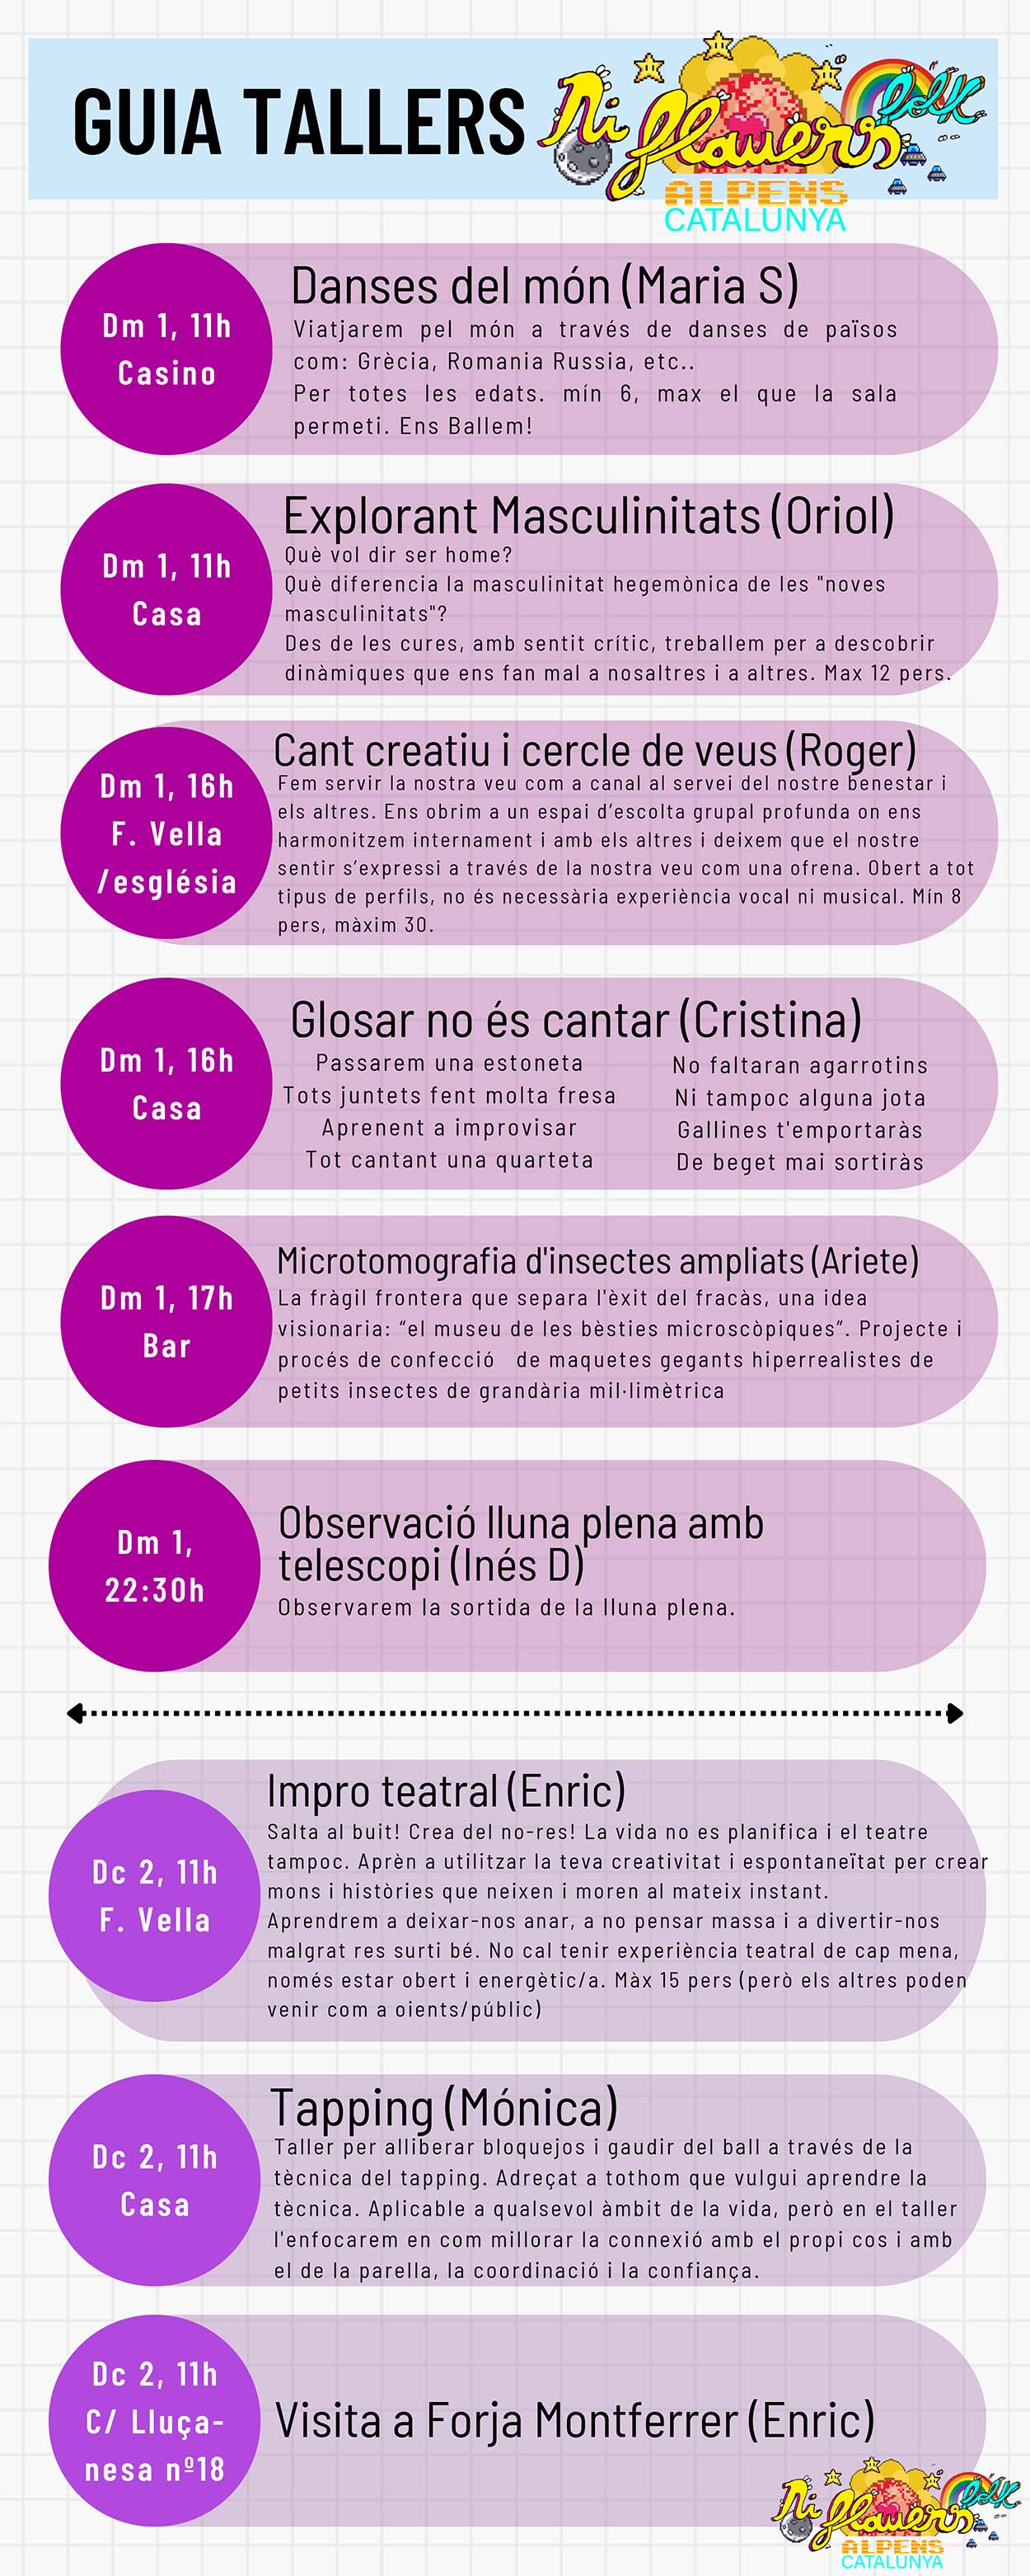 GUIA TALLERS
Ni flauers folk
ALPENS
CATALUNYA
Dm 1, 11h
Casino
Danses del món (Maria S)
Viatjarem pel món a través de danses de països
com: Grècia, Romania Russia, etc..
Per totes les edats. mín 6, max el que la sala
permeti. Ens Ballem!
Dm 1, 11h
Casa
Explorant Masculinitats (Oriol)
Què vol dir ser home?
Què diferencia la masculinitat hegemònica de les "noves
masculinitats"?
Des de les cures, amb sentit crític, treballem per a descobrir
dinàmiques que ens fan mal a nosaltres i a altres. Max 12 pers.
Dm 1, 16h
F. Vella
/església
Cant creatiu i cercle de veus (Roger)
Fem servir la nostra veu com a canal al servei del nostre benestar i
els altres. Ens obrim a un espai d’escolta grupal profunda on ens
harmonitzem internament i amb els altres i deixem que el nostre
sentir s’expressi a través de la nostra veu com una ofrena. Obert a tot
tipus de perfils, no és necessària experiència vocal ni musical. Mín 8
pers, màxim 30.
Dm 1, 16h
Casa
Glosar no és cantar (Cristina)
Passarem una estoneta
Tots juntets fent molta fresa
Aprenent a improvisar
Tot cantant una quarteta
No faltaran agarrotins
Ni tampoc alguna jota
Gallines t'emportaràs
De beget mai sortiràs
Dm 1, 17h
Bar
Microtomografia d'insectes ampliats (Ariete)
La fràgil frontera que separa l'èxit del fracàs, una idea
visionaria: “el museu de les bèsties microscòpiques”. Projecte i
procés de confecció de maquetes gegants hiperrealistes de
petits insectes de grandària mil·limètrica
Dm 1,
22:30h
Observació lluna plena amb
telescopi (Inés D)
Observarem la sortida de la lluna plena.
Dc 2, 11h
F. Vella
Impro teatral (Enric)
Salta al buit! Crea del no-res! La vida no es planifica i el teatre
tampoc. Aprèn a utilitzar la teva creativitat i espontaneïtat per crear
mons i històries que neixen i moren al mateix instant.
Aprendrem a deixar-nos anar, a no pensar massa i a divertir-nos
malgrat res surti bé. No cal tenir experiència teatral de cap mena,
només estar obert i energètic/a. Màx 15 pers (però els altres poden
venir com a oients/públic)
Dc 2, 11h
Casa
Tapping (Mónica)
Taller per alliberar bloquejos i gaudir del ball a través de la
tècnica del tapping. Adreçat a tothom que vulgui aprendre la
tècnica. Aplicable a qualsevol àmbit de la vida, però en el taller
l'enfocarem en com millorar la connexió amb el propi cos i amb
el de la parella, la coordinació i la confiança.
Dc 2, 11h
C/ Lluça-
nesa nº18
Visita a Forja Montferrer (Enric)
Ni flauers folk
ALPENS
CATALUNYA